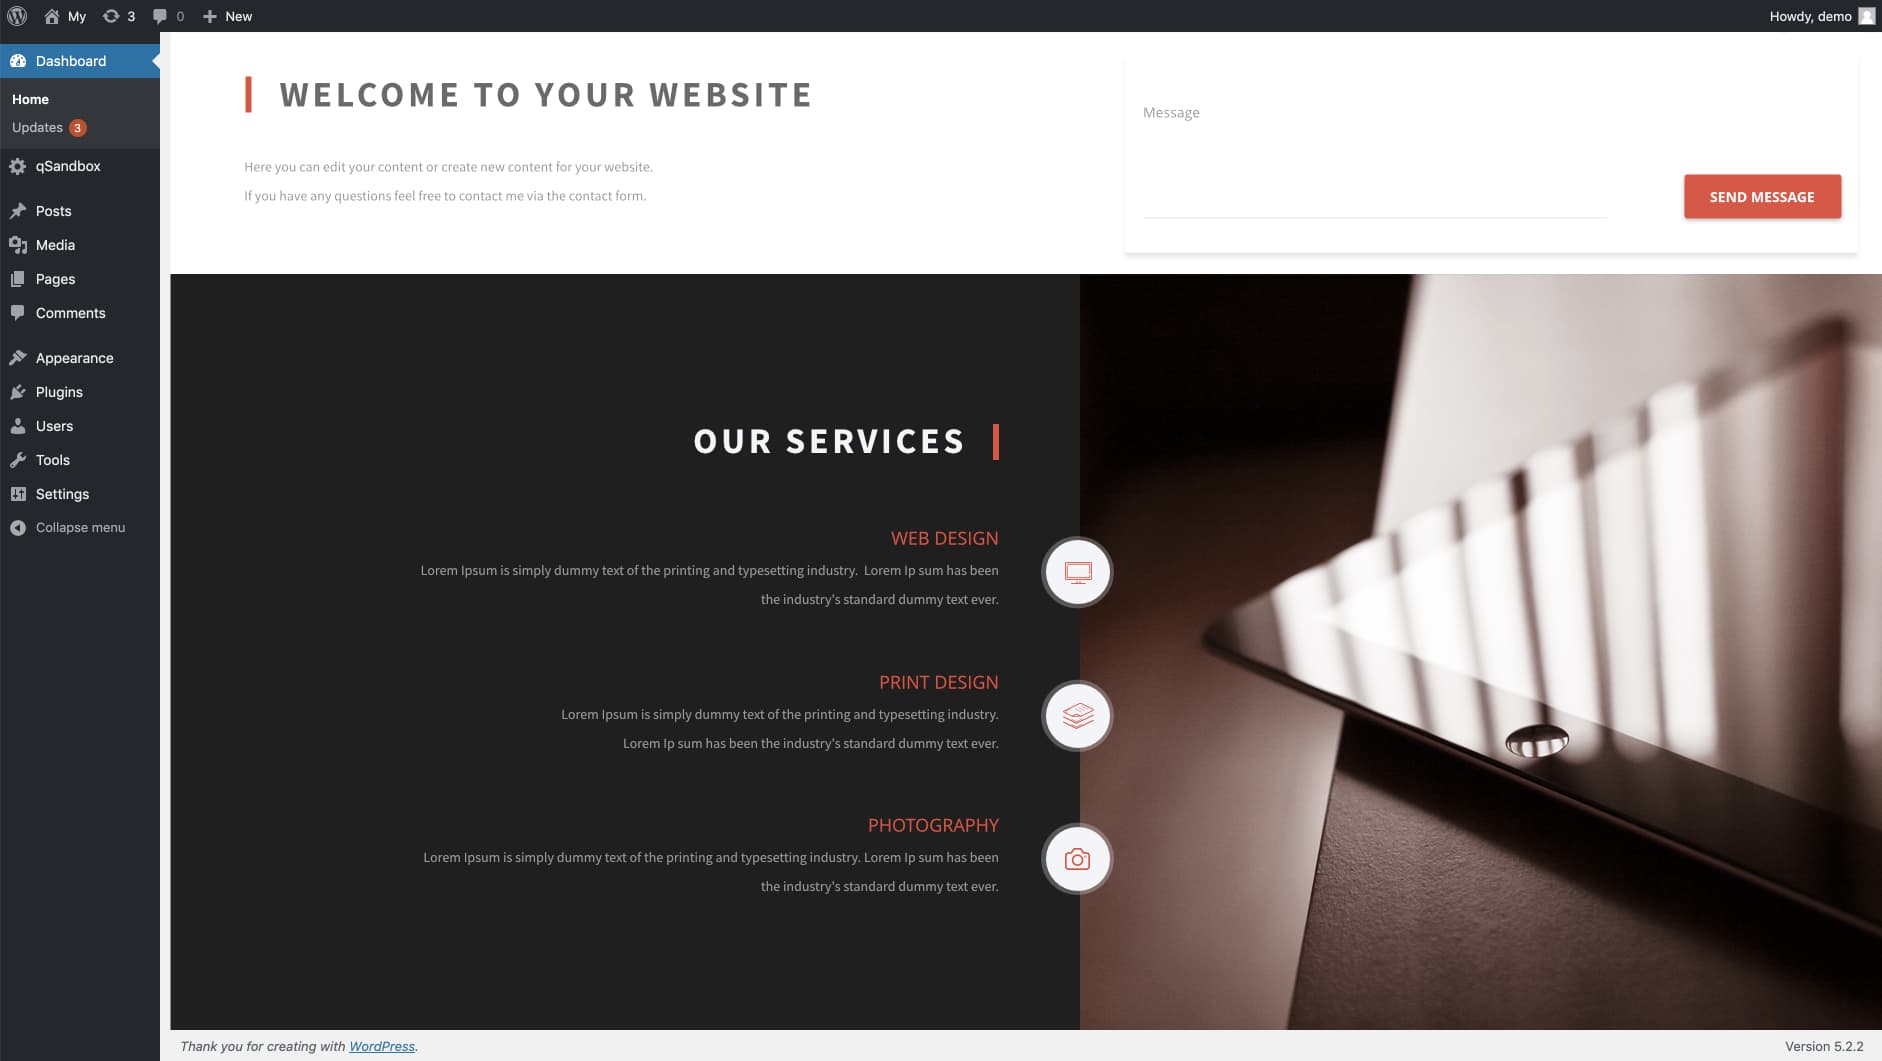 My
3
0
New
Howdy, demo
Dashboard
Home
Updates 3
qSandbox
Posts
Media
Pages
Comments
Appearance
Plugins
Users
Tools
Settings
Collapse menu
WELCOME TO YOUR WEBSITE
Here you can edit your content or create new content for your website.
If you have any questions feel free to contact me via the contact form.
Message
SEND MESSAGE
OUR SERVICES
WEB DESIGN
Lorem Ipsum is simply dummy text of the printing and typesetting industry.  Lorem Ip sum has been
the industry's standard dummy text ever.
PRINT DESIGN
Lorem Ipsum is simply dummy text of the printing and typesetting industry.
Lorem Ip sum has been the industry's standard dummy text ever.
PHOTOGRAPHY
Lorem Ipsum is simply dummy text of the printing and typesetting industry. Lorem Ip sum has been
the industry's standard dummy text ever.
Thank you for creating with WordPress.
Version 5.2.2